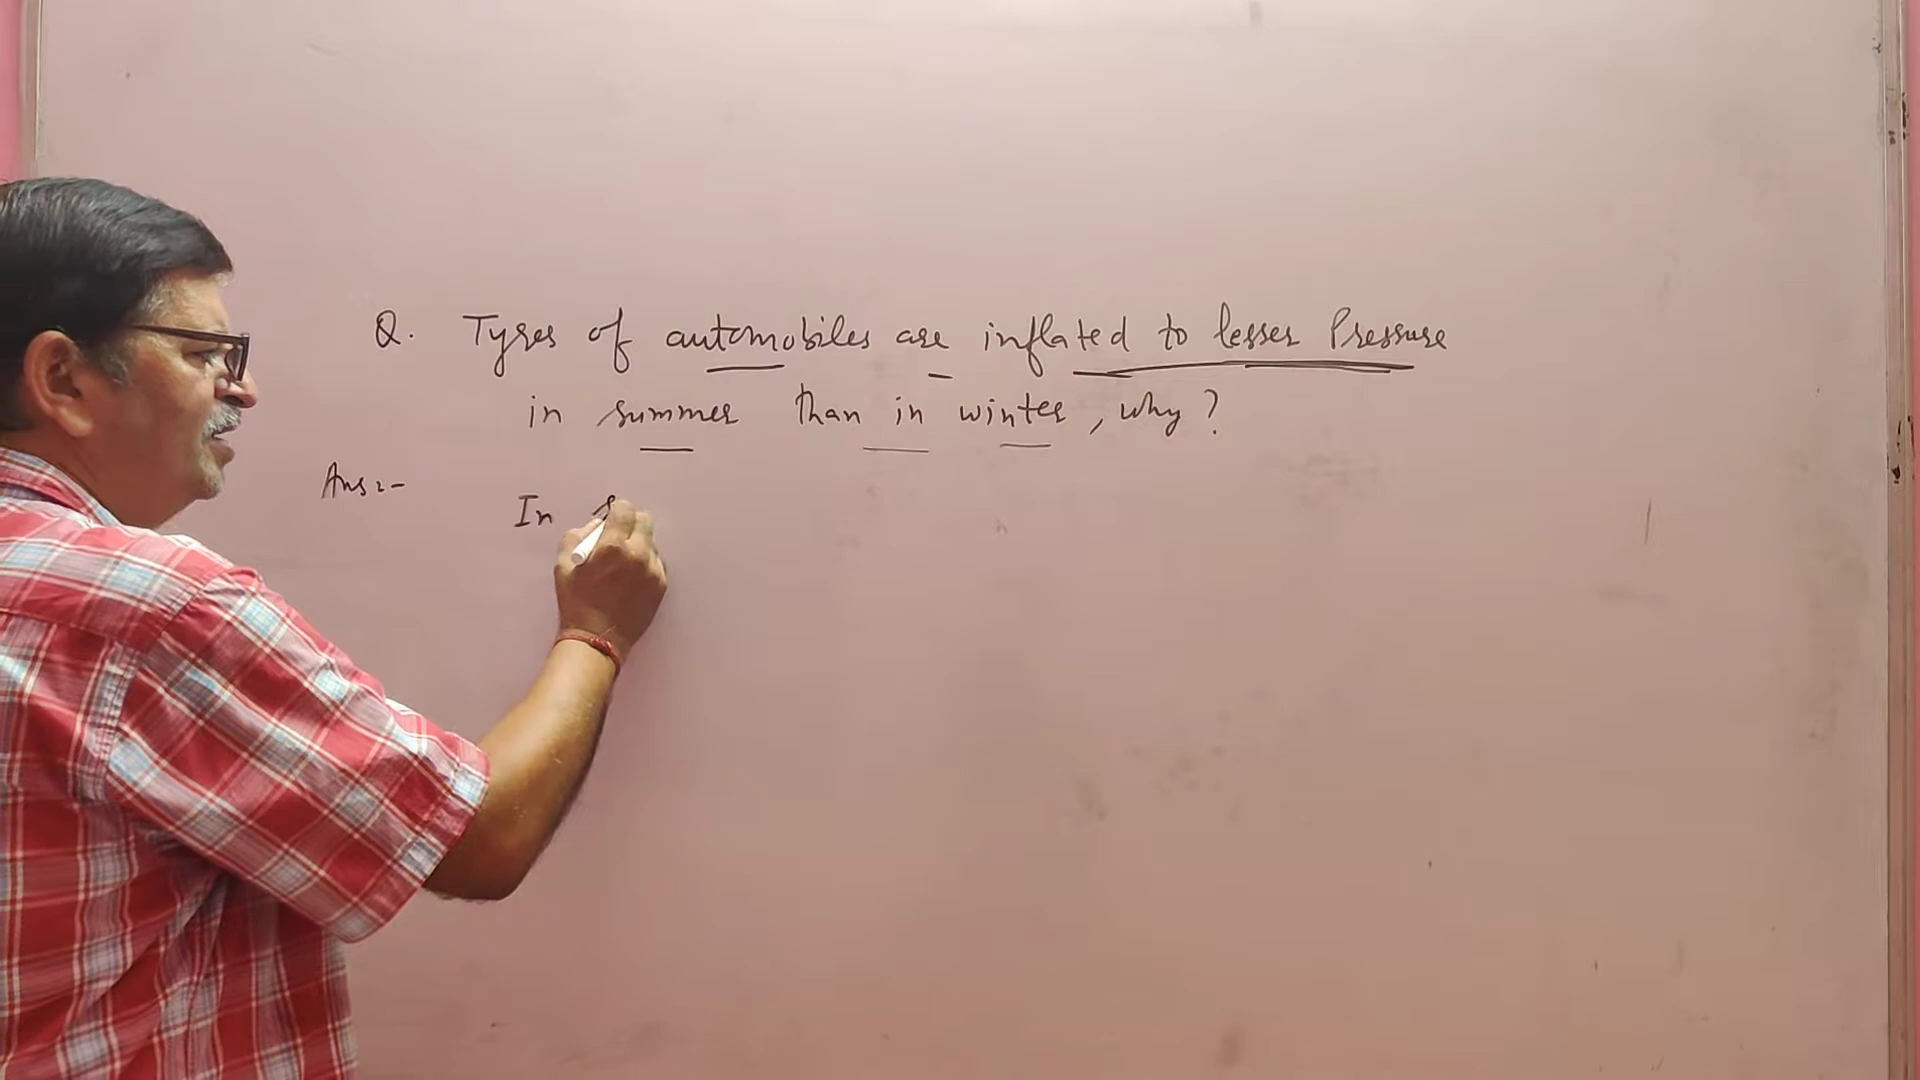 Q. Tyres of automobiles are inflated to lesser Pressure
in summer than in winter, why?
Ans:-
In